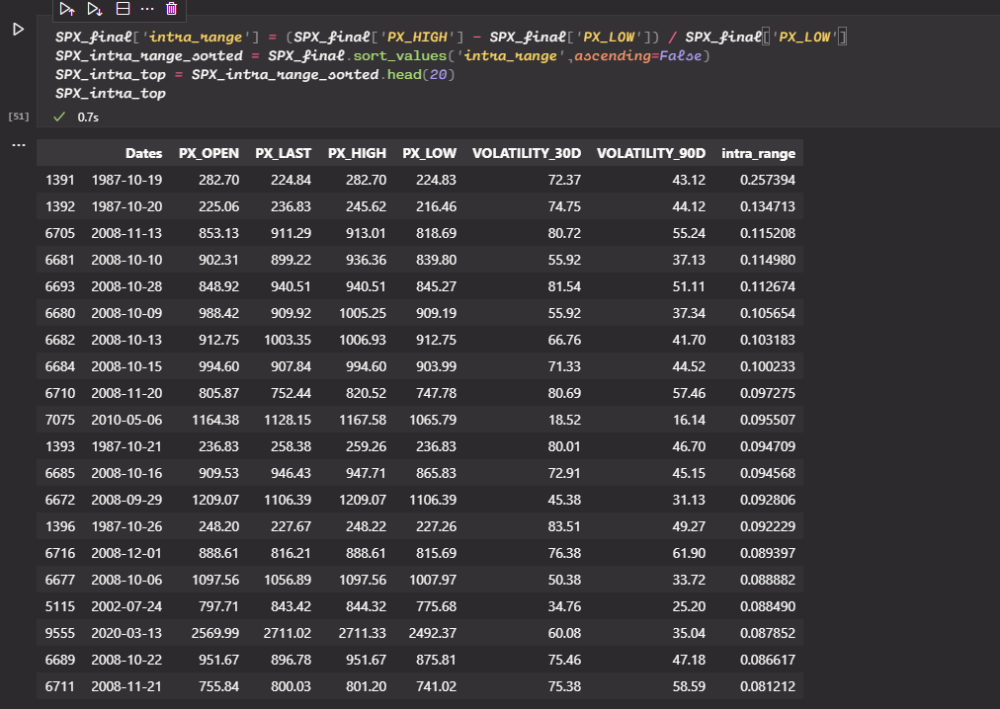 SPX_final['intra_range'] = (SPX_final['PX_HIGH'] - SPX_final['PX_LOW']) / SPX_final['PX_LOW']
SPX_intra_range_sorted = SPX_final.sort_values('intra_range',ascending=False)
SPX_intra_top = SPX_intra_range_sorted.head(20)
SPX_intra_top
[51] 0.7s
Dates PX_OPEN PX_LAST PX_HIGH PX_LOW VOLATILITY_30D VOLATILITY_90D intra_range
1391 1987-10-19 282.70 224.84 282.70 224.83 72.37 43.12 0.257394
1392 1987-10-20 225.06 236.83 245.62 216.46 74.75 44.12 0.134713
6705 2008-11-13 853.13 911.29 913.01 818.69 80.72 55.24 0.115208
6681 2008-10-10 902.31 899.22 936.36 839.80 55.92 37.13 0.114980
6693 2008-10-28 848.92 940.51 940.51 845.27 81.54 51.11 0.112674
6680 2008-10-09 988.42 909.92 1005.25 909.19 55.92 37.34 0.105654
6682 2008-10-13 912.75 1003.35 1006.93 912.75 66.76 41.70 0.103183
6684 2008-10-15 994.60 907.84 994.60 903.99 71.33 44.52 0.100233
6710 2008-11-20 805.87 752.44 820.52 747.78 80.69 57.46 0.097275
7075 2010-05-06 1164.38 1128.15 1167.58 1065.79 18.52 16.14 0.095507
1393 1987-10-21 236.83 258.38 259.26 236.83 80.01 46.70 0.094709
6685 2008-10-16 909.53 946.43 947.71 865.83 72.91 45.15 0.094568
6672 2008-09-29 1209.07 1106.39 1209.07 1106.39 45.38 31.13 0.092806
1396 1987-10-26 248.20 227.67 248.22 227.26 83.51 49.27 0.092229
6716 2008-12-01 888.61 816.21 888.61 815.69 76.38 61.90 0.089397
6677 2008-10-06 1097.56 1056.89 1097.56 1007.97 50.38 33.72 0.088882
5115 2002-07-24 797.71 843.42 844.32 775.68 34.76 25.20 0.088490
9555 2020-03-13 2569.99 2711.02 2711.33 2492.37 60.08 35.04 0.087852
6689 2008-10-22 951.67 896.78 951.67 875.81 75.46 47.18 0.086617
6711 2008-11-21 755.84 800.03 801.20 741.02 75.38 58.59 0.081212